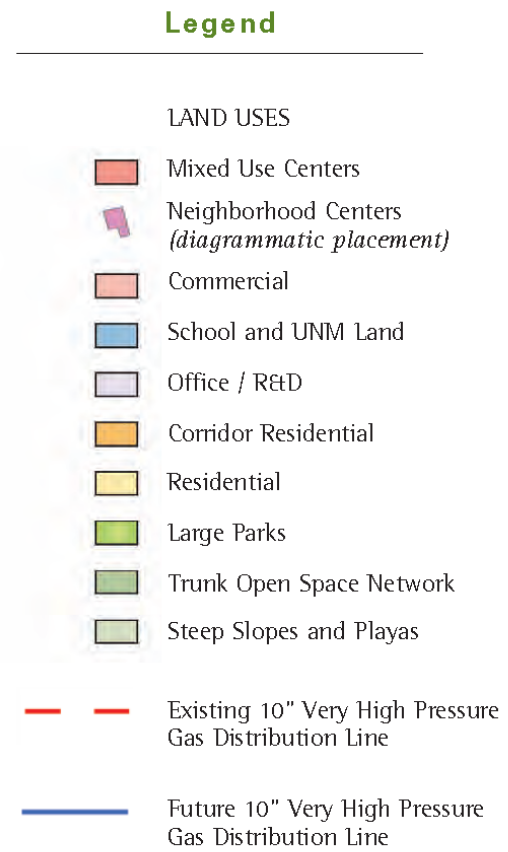 Legend
LAND USES
Mixed Use Centers
Neighborhood Centers
(diagrammatic placement)
Commercial
School and UNM Land
Office / R&D
Corridor Residential
Residential
Large Parks
Trunk Open Space Network
Steep Slopes and Playas
Existing 10" Very High Pressure
Gas Distribution Line
Future 10" Very High Pressure
Gas Distribution Line